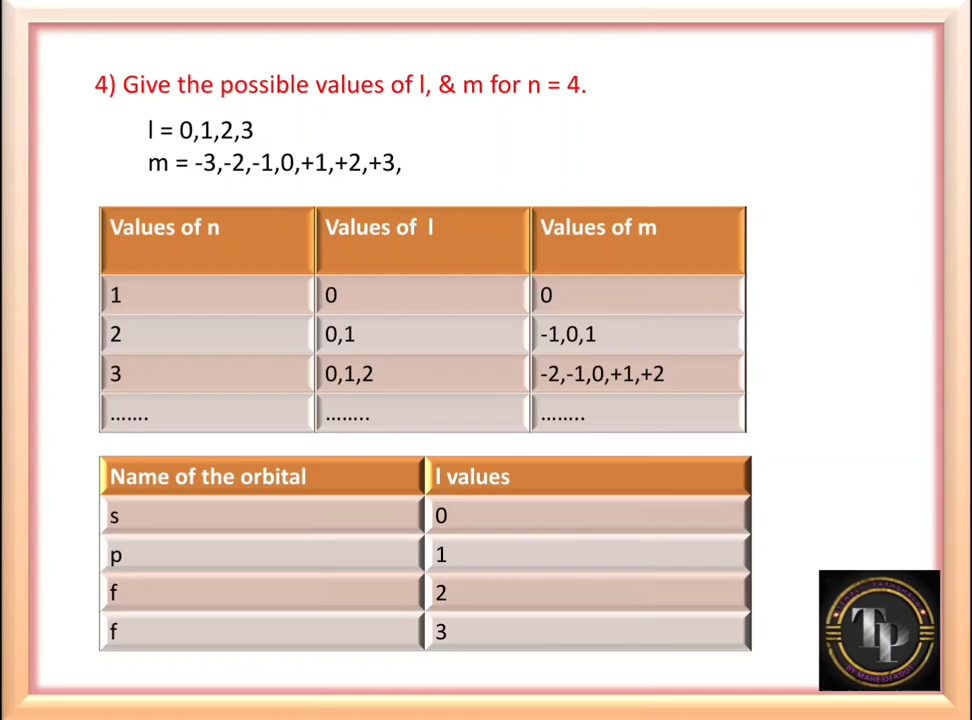 4) Give the possible values of l, & m for n = 4.
l = 0,1,2,3
m = -3,-2,-1,0,+1,+2,+3,
Values of n Values of l Values of m
1 0 0
2 0,1 -1,0,1
3 0,1,2 -2,-1,0,+1,+2
....... ........ ........
Name of the orbital l values
s 0
p 1
f 2
f 3
TP